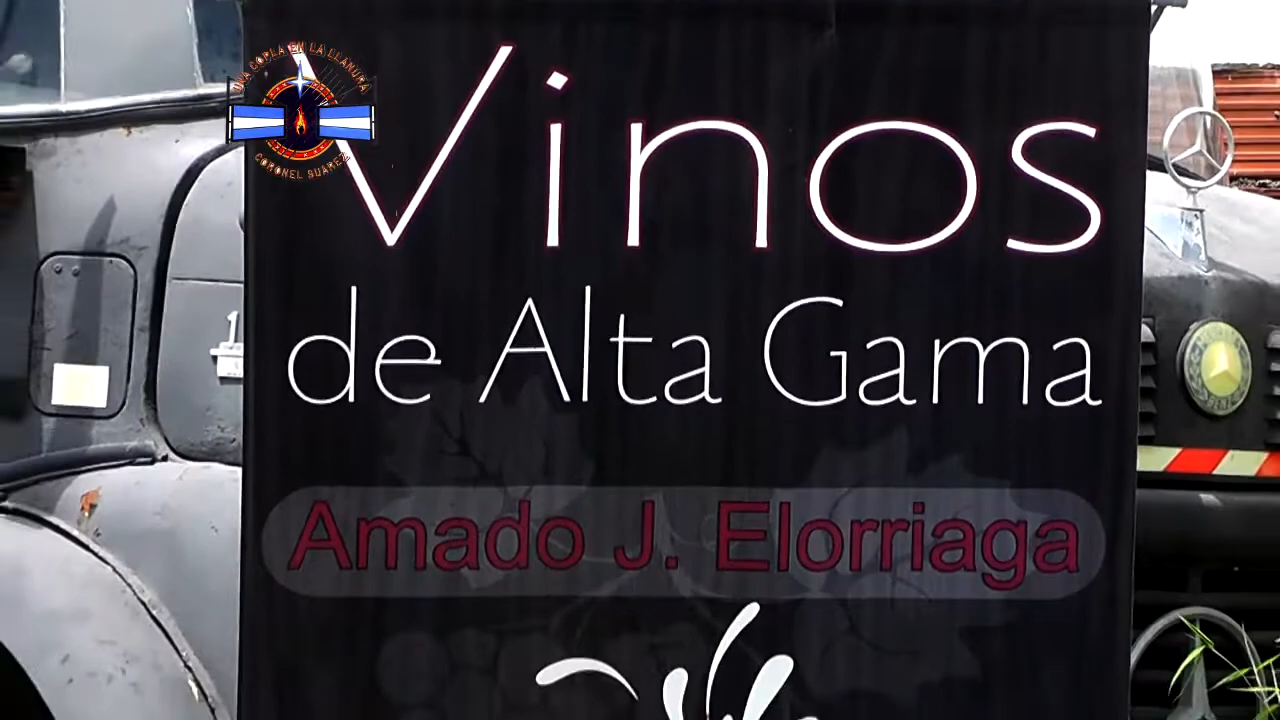 UNA COPLA EN LA LLANURA
CORONEL SUAREZ
Vinos
de Alta Gama
Amado J. Elorriaga